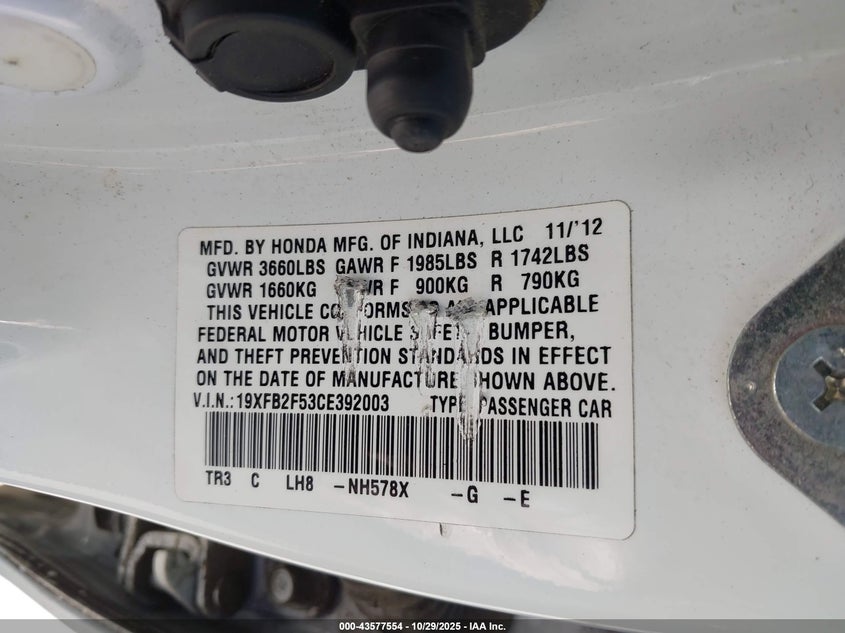 MFD. BY HONDA MFG. OF INDIANA, LLC 11/'12
GVWR 3660LBS GAWR F 1985LBS R 1742LBS
GVWR 1660KG F 900KG R 790KG
THIS VEHICLE APPLICABLE
FEDERAL MOTOR VEHICLE BUMPER,
AND THEFT PREVENTION STANDARDS IN EFFECT
ON THE DATE OF MANUFACTURE SHOWN ABOVE.
V.I.N.:19XFB2F53CE392003 TYPE: PASSENGER CAR
TR3 C LH8 -NH578X -G -E
000-43577554 - 10/29/2025 - IAA Inc.